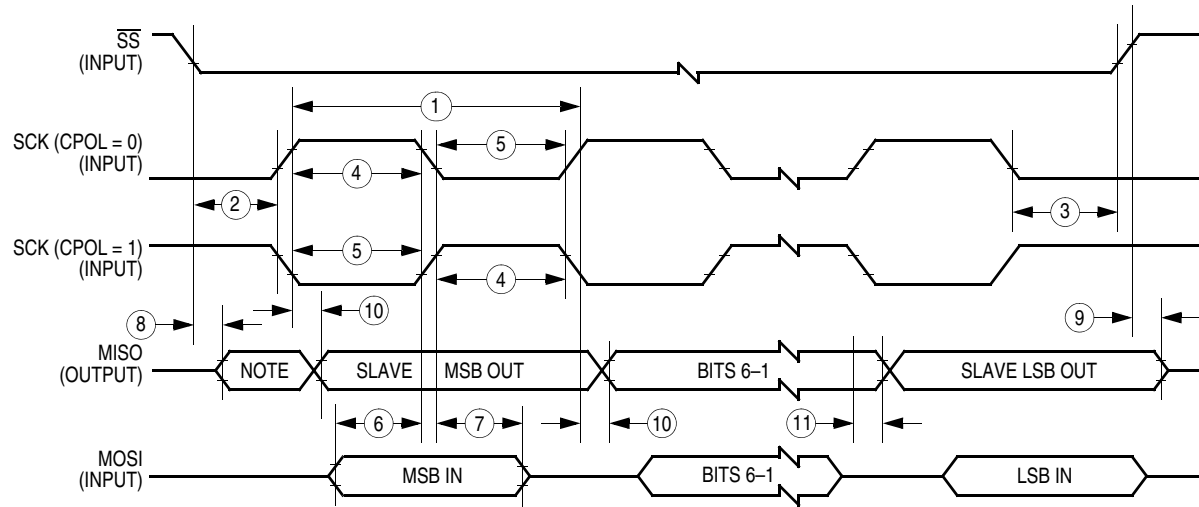 SS
(INPUT)
1
SCK (CPOL = 0)
(INPUT)
5
4
2
3
SCK (CPOL = 1)
(INPUT)
5
4
8
10
9
MISO
(OUTPUT)
NOTE
SLAVE
MSB OUT
BITS 6–1
SLAVE LSB OUT
6
7
10
11
MOSI
(INPUT)
MSB IN
BITS 6–1
LSB IN